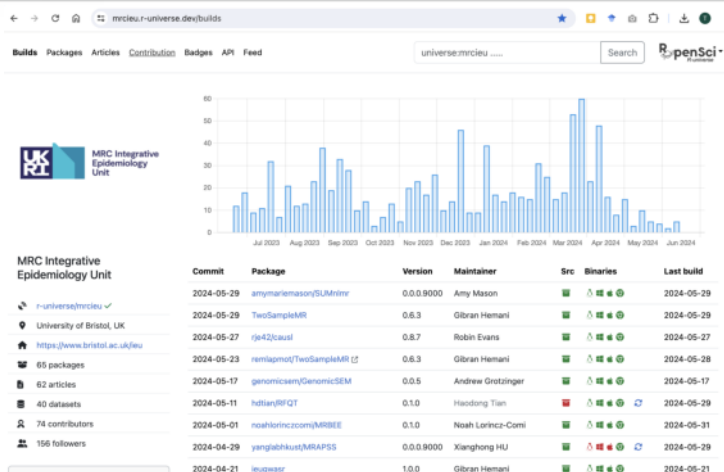 mrcieu.r-universe.dev/builds
Builds Packages Articles Contribution Badges API Feed
universe:mrcieu ..... Search
ROpenSci
R-universe
UKRI
MRC Integrative
Epidemiology
Unit
60
50
40
30
20
10
0
Jul 2023 Aug 2023 Sep 2023 Oct 2023 Nov 2023 Dec 2023 Jan 2024 Feb 2024 Mar 2024 Apr 2024 May 2024 Jun 2024
MRC Integrative
Epidemiology Unit
r-universe/mrcieu
University of Bristol, UK
https://www.bristol.ac.uk/ieu
65 packages
62 articles
40 datasets
74 contributors
156 followers
Commit Package Version Maintainer Src Binaries Last build
2024-05-29 amymariemason/SUMnlmr 0.0.0.9000 Amy Mason 2024-05-29
2024-05-29 TwoSampleMR 0.6.3 Gibran Hemani 2024-05-29
2024-05-27 rje42/causl 0.8.7 Robin Evans 2024-05-27
2024-05-23 remlapmot/TwoSampleMR 0.6.3 Gibran Hemani 2024-05-28
2024-05-17 genomicsem/GenomicSEM 0.0.5 Andrew Grotzinger 2024-05-17
2024-05-11 hdtian/RFQT 0.1.0 Haodong Tian 2024-05-29
2024-05-01 noahlorinczcomi/MRBEE 0.1.0 Noah Lorincz-Comi 2024-05-31
2024-04-29 yanglabhkust/MRAPSS 0.0.0.9000 Xianghong HU 2024-05-29
2024-04-21 ieugwasr 1.0.0 Gibran Hemani 2024-05-21